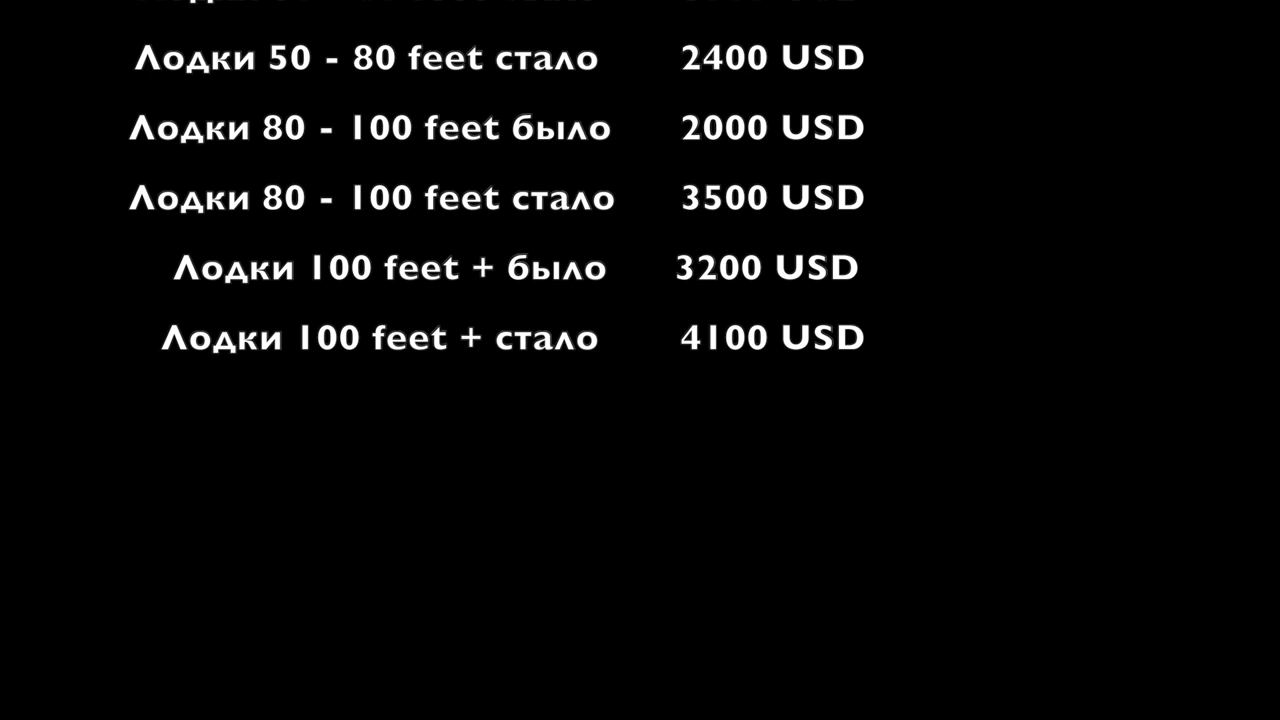 Лодки 50 - 80 feet стало 2400 USD
Лодки 80 - 100 feet было 2000 USD
Лодки 80 - 100 feet стало 3500 USD
Лодки 100 feet + было 3200 USD
Лодки 100 feet + стало 4100 USD